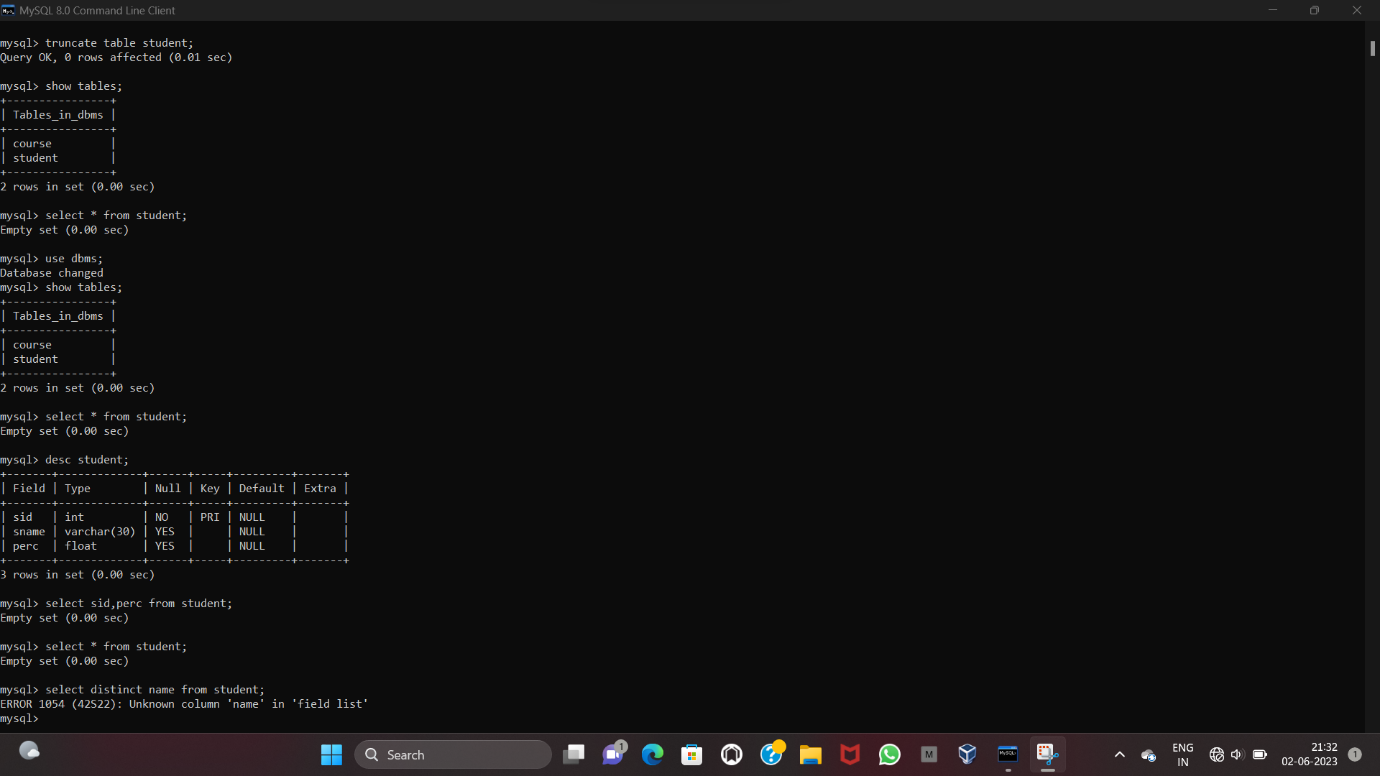 MySQL 8.0 Command Line Client
mysql> truncate table student;
Query OK, 0 rows affected (0.01 sec)
mysql> show tables;
+----------------+
| Tables_in_dbms |
+----------------+
| course         |
| student        |
+----------------+
2 rows in set (0.00 sec)
mysql> select * from student;
Empty set (0.00 sec)
mysql> use dbms;
Database changed
mysql> show tables;
+----------------+
| Tables_in_dbms |
+----------------+
| course         |
| student        |
+----------------+
2 rows in set (0.00 sec)
mysql> select * from student;
Empty set (0.00 sec)
mysql> desc student;
+-------+-------------+------+-----+---------+-------+
| Field | Type        | Null | Key | Default | Extra |
+-------+-------------+------+-----+---------+-------+
| sid   | int         | NO   | PRI | NULL    |       |
| sname | varchar(30) | YES  |     | NULL    |       |
| perc  | float       | YES  |     | NULL    |       |
+-------+-------------+------+-----+---------+-------+
3 rows in set (0.00 sec)
mysql> select sid,perc from student;
Empty set (0.00 sec)
mysql> select * from student;
Empty set (0.00 sec)
mysql> select distinct name from student;
ERROR 1054 (42S22): Unknown column 'name' in 'field list'
mysql>
Search
1
M
ENG
IN
21:32
02-06-2023
1